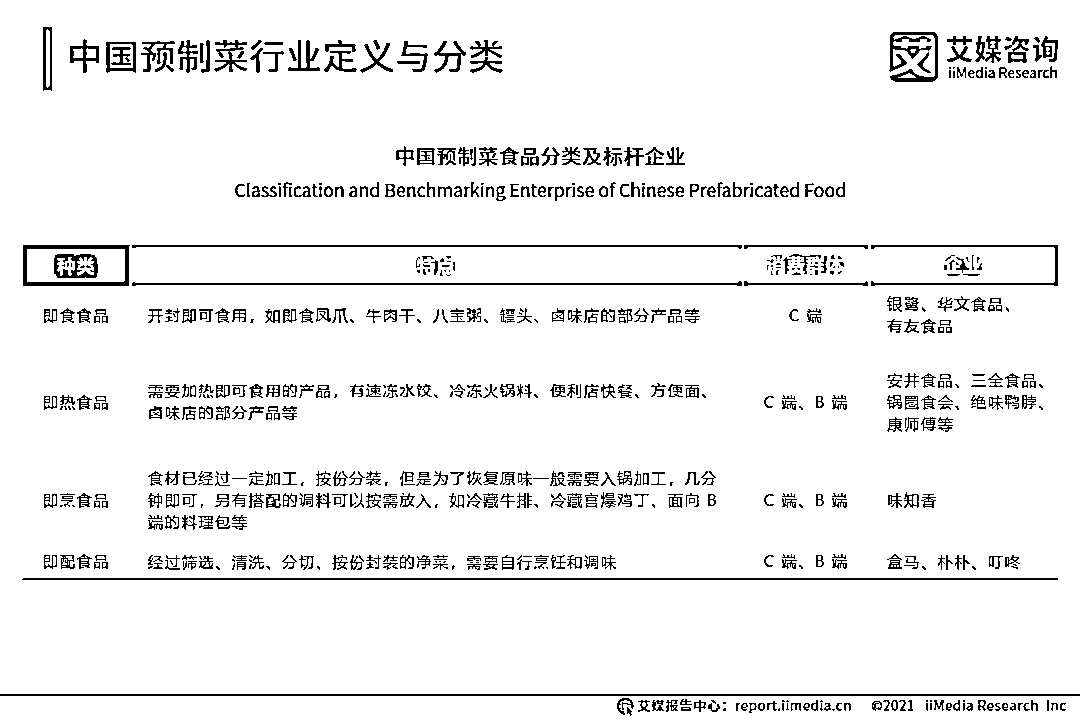 中国预制菜行业定义与分类
艾媒咨询
iiMedia Research
中国预制菜食品分类及标杆企业
Classification and Benchmarking Enterprise of Chinese Prefabricated Food
种类 特点 消费群体 企业
即食食品 开封即可食用，如即食凤爪、牛肉干、八宝粥、罐头、卤味店的部分产品等 C 端 银鹭、华文食品、
有友食品
即热食品 需要加热即可食用的产品，有速冻水饺、冷冻火锅料、便利店快餐、方便面、
卤味店的部分产品等 C 端、B 端 安井食品、三全食品、
锅圈食会、绝味鸭脖、
康师傅等
即烹食品 食材已经过一定加工，按份分装，但是为了恢复原味一般需要入锅加工，几分
钟即可，另有搭配的调料可以按需放入，如冷藏牛排、冷藏宫爆鸡丁、面向 B
端的料理包等 C 端、B 端 味知香
即配食品 经过筛选、清洗、分切、按份封装的净菜，需要自行烹饪和调味 C 端、B 端 盒马、朴朴、叮咚
艾媒报告中心：report.iimedia.cn ©2021 iiMedia Research Inc